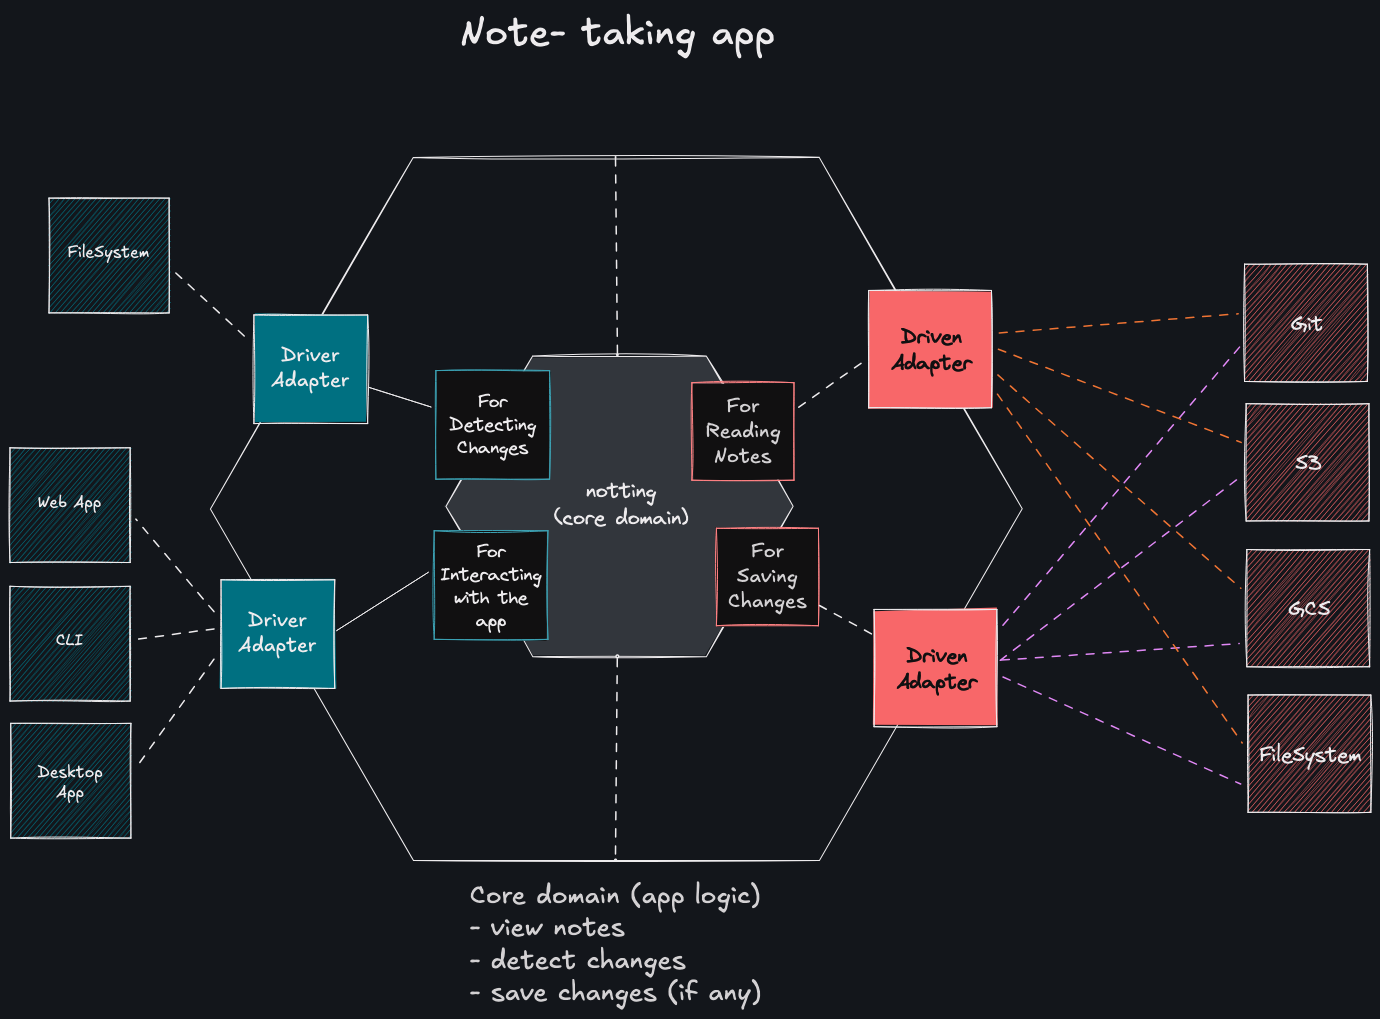 Note- taking app
FileSystem
Driver
Adapter
For
Detecting
Changes
For
Reading
Notes
Driven
Adapter
Git
S3
GCS
FileSystem
notting
(core domain)
Web App
CLI
Desktop
App
Driver
Adapter
For
Interacting
with the
app
For
Saving
Changes
Driven
Adapter
Core domain (app logic)
- view notes
- detect changes
- save changes (if any)